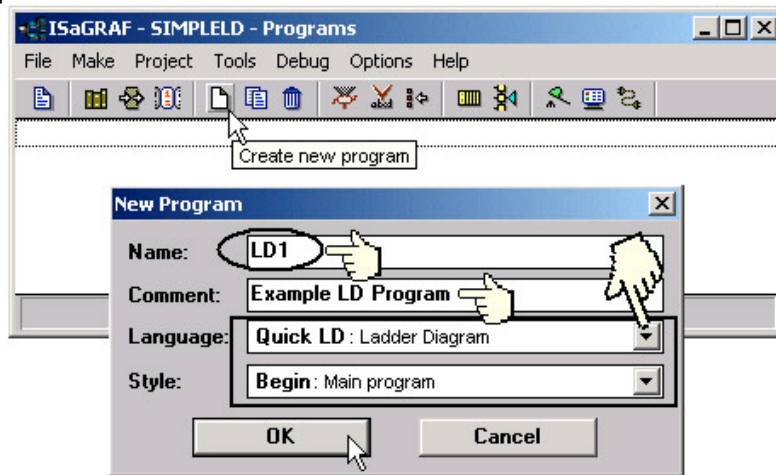 ISaGRAF - SIMPLELD - Programs
File Make Project Tools Debug Options Help
Create new program
New Program
Name: LD1
Comment: Example LD Program
Language: Quick LD : Ladder Diagram
Style: Begin : Main program
OK Cancel